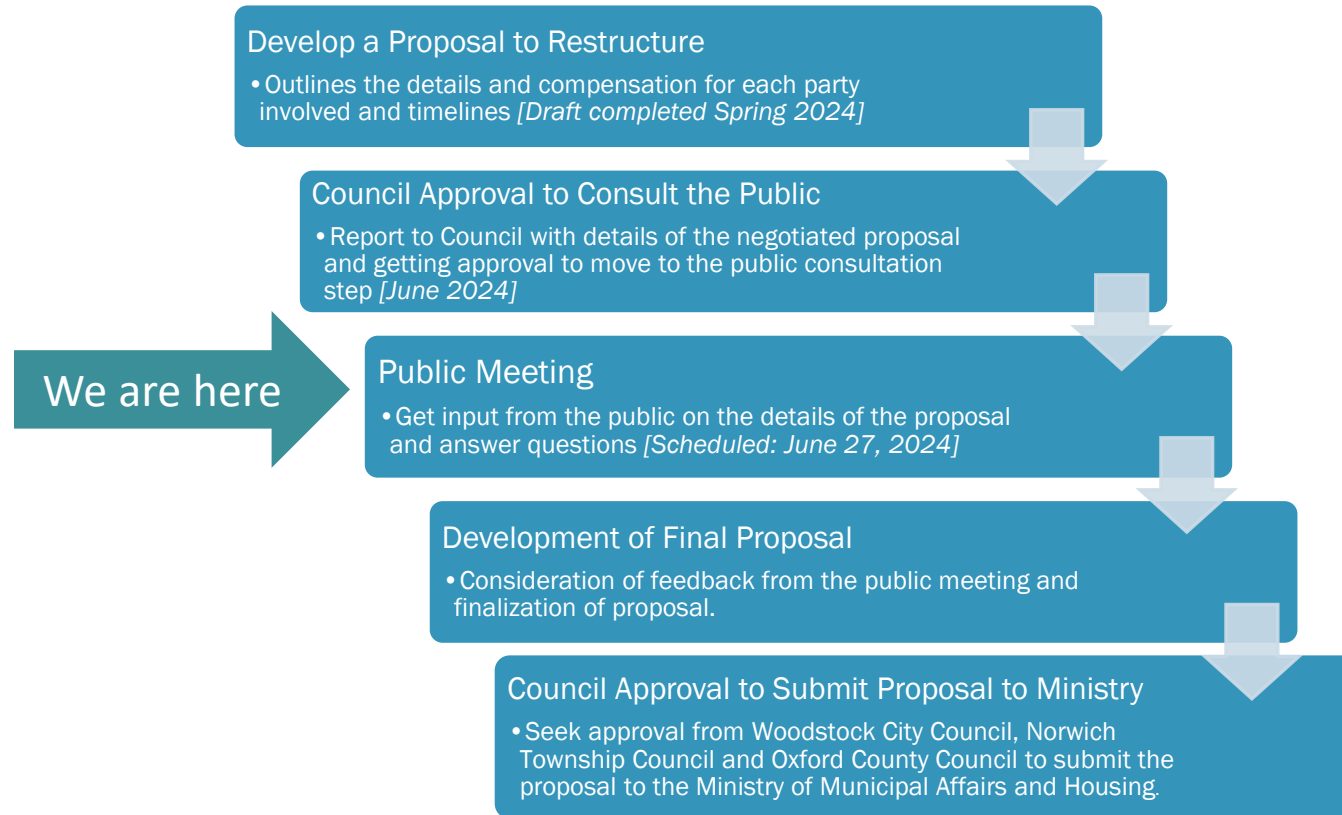 Develop a Proposal to Restructure
•Outlines the details and compensation for each party
involved and timelines [Draft completed Spring 2024]
Council Approval to Consult the Public
•Report to Council with details of the negotiated proposal
and getting approval to move to the public consultation
step [June 2024]
We are here
Public Meeting
•Get input from the public on the details of the proposal
and answer questions [Scheduled: June 27, 2024]
Development of Final Proposal
•Consideration of feedback from the public meeting and
finalization of proposal.
Council Approval to Submit Proposal to Ministry
•Seek approval from Woodstock City Council, Norwich
Township Council and Oxford County Council to submit the
proposal to the Ministry of Municipal Affairs and Housing.